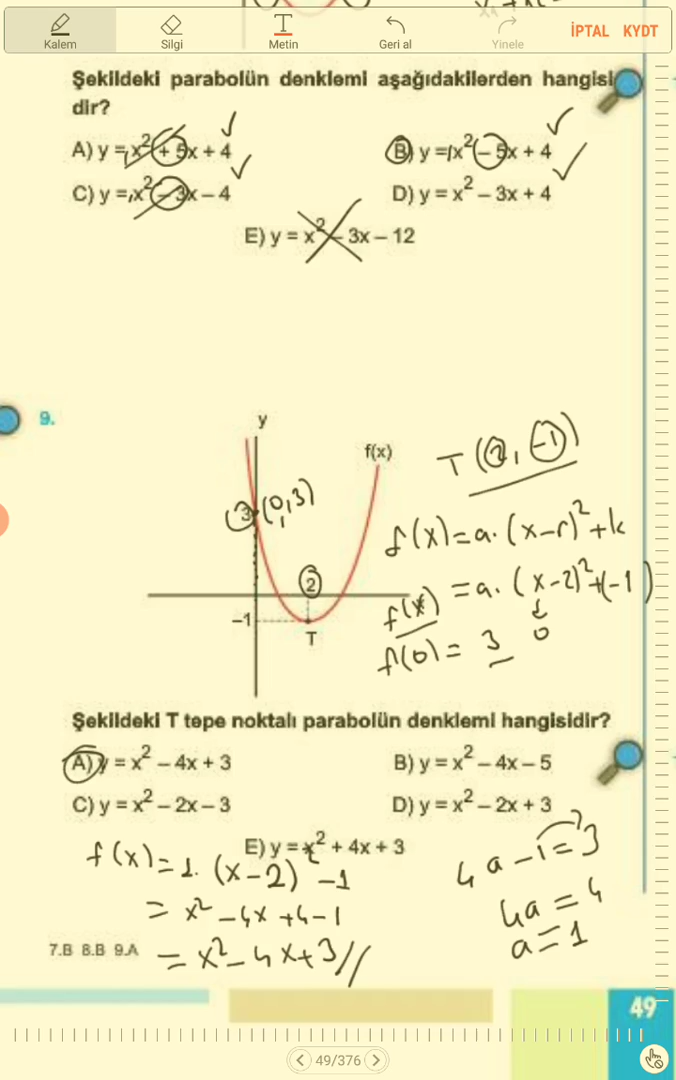 Kalem
Silgi
Metin
Geri al
Yinele
İPTAL
KYDT
Şekildeki parabolün denklemi aşağıdakilerden hangisi
dir?
A) y = x² + 5x + 4
B) y = x² – 5x + 4
C) y = x² – 3x – 4
D) y = x² – 3x + 4
E) y = x² – 3x – 12
9.
y
f(x)
T(2, -1)
3 (0,3)
f(x)=a.(x-r)²+k
2
f(x) = a.(x-2)²+(-1)
0
–1
T
f(0) = 3
Şekildeki T tepe noktalı parabolün denklemi hangisidir?
A) y = x² – 4x + 3
B) y = x² – 4x – 5
C) y = x² – 2x – 3
D) y = x² – 2x + 3
E) y = x² + 4x + 3
f(x)=1.(x-2)²-1
4a-1=3
= x²-4x+4-1
4a=4
= x²-4x+3//
a=1
7.B 8.B 9.A
49
49/376